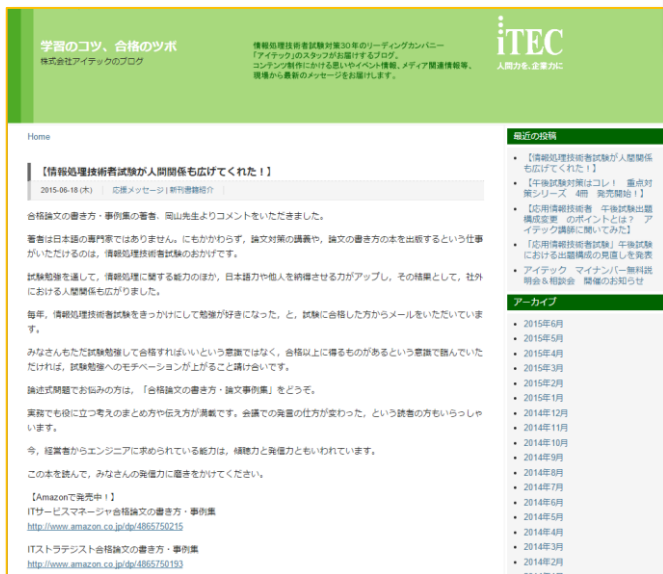 学習のコツ、合格のツボ
株式会社アイテックのブログ
情報処理技術者試験対策30年のリーディングカンパニー
「アイテック」のスタッフがお届けするブログ。
コンテンツ制作にかける思いやイベント情報、メディア関連情報等、
現場から最新のメッセージをお届けします。
iTEC
人間力を、企業力に
Home
【情報処理技術者試験が人間関係も広げてくれた！】
2015-06-18 (木)
応援メッセージ | 新刊書籍紹介
合格論文の書き方・事例集の著者、岡山先生よりコメントをいただきました。
著者は日本語の専門家ではありません。にもかかわらず，論文対策の講義や，論文の書き方の本を出版するという仕事
がいただけるのは，情報処理技術者試験のおかげです。
試験勉強を通して，情報処理に関する能力のほか，日本語力や他人を納得させる力がアップし，その結果として，社外
における人間関係も広がりました。
毎年，情報処理技術者試験をきっかけにして勉強が好きになった，と，試験に合格した方からメールをいただいていま
す。
みなさんもただ試験勉強して合格すればいいという意識ではなく，合格以上に得るものがあるという意識で臨んでいた
だければ，試験勉強へのモチベーションが上がること請け合いです。
論述式問題でお悩みの方は，「合格論文の書き方・論文事例集」をどうぞ。
実務でも役に立つ考えのまとめ方や伝え方が満載です。会議での発言の仕方が変わった，という読者の方もいらっしゃ
います。
今，経営者からエンジニアに求められている能力は，傾聴力と発信力ともいわれています。
この本を読んで，みなさんの発信力に磨きをかけてください。
【Amazonで発売中！】
ITサービスマネージャ合格論文の書き方・事例集
http://www.amazon.co.jp/dp/4865750215
ITストラテジスト合格論文の書き方・事例集
http://www.amazon.co.jp/dp/4865750193
最近の投稿
【情報処理技術者試験が人間関係
も広げてくれた！】
【午後試験対策はコレ！ 重点対
策シリーズ 4冊 発売開始！】
【応用情報技術者 午後試験出題
構成変更 のポイントとは？ ア
イテック講師に聞いてみた】
「応用情報技術者試験」午後試験
における出題構成の見直しを発表
アイテック マイナンバー無料説
明会＆相談会 開催のお知らせ
アーカイブ
2015年6月
2015年5月
2015年4月
2015年3月
2015年2月
2015年1月
2014年12月
2014年11月
2014年10月
2014年9月
2014年8月
2014年7月
2014年6月
2014年5月
2014年4月
2014年3月
2014年2月